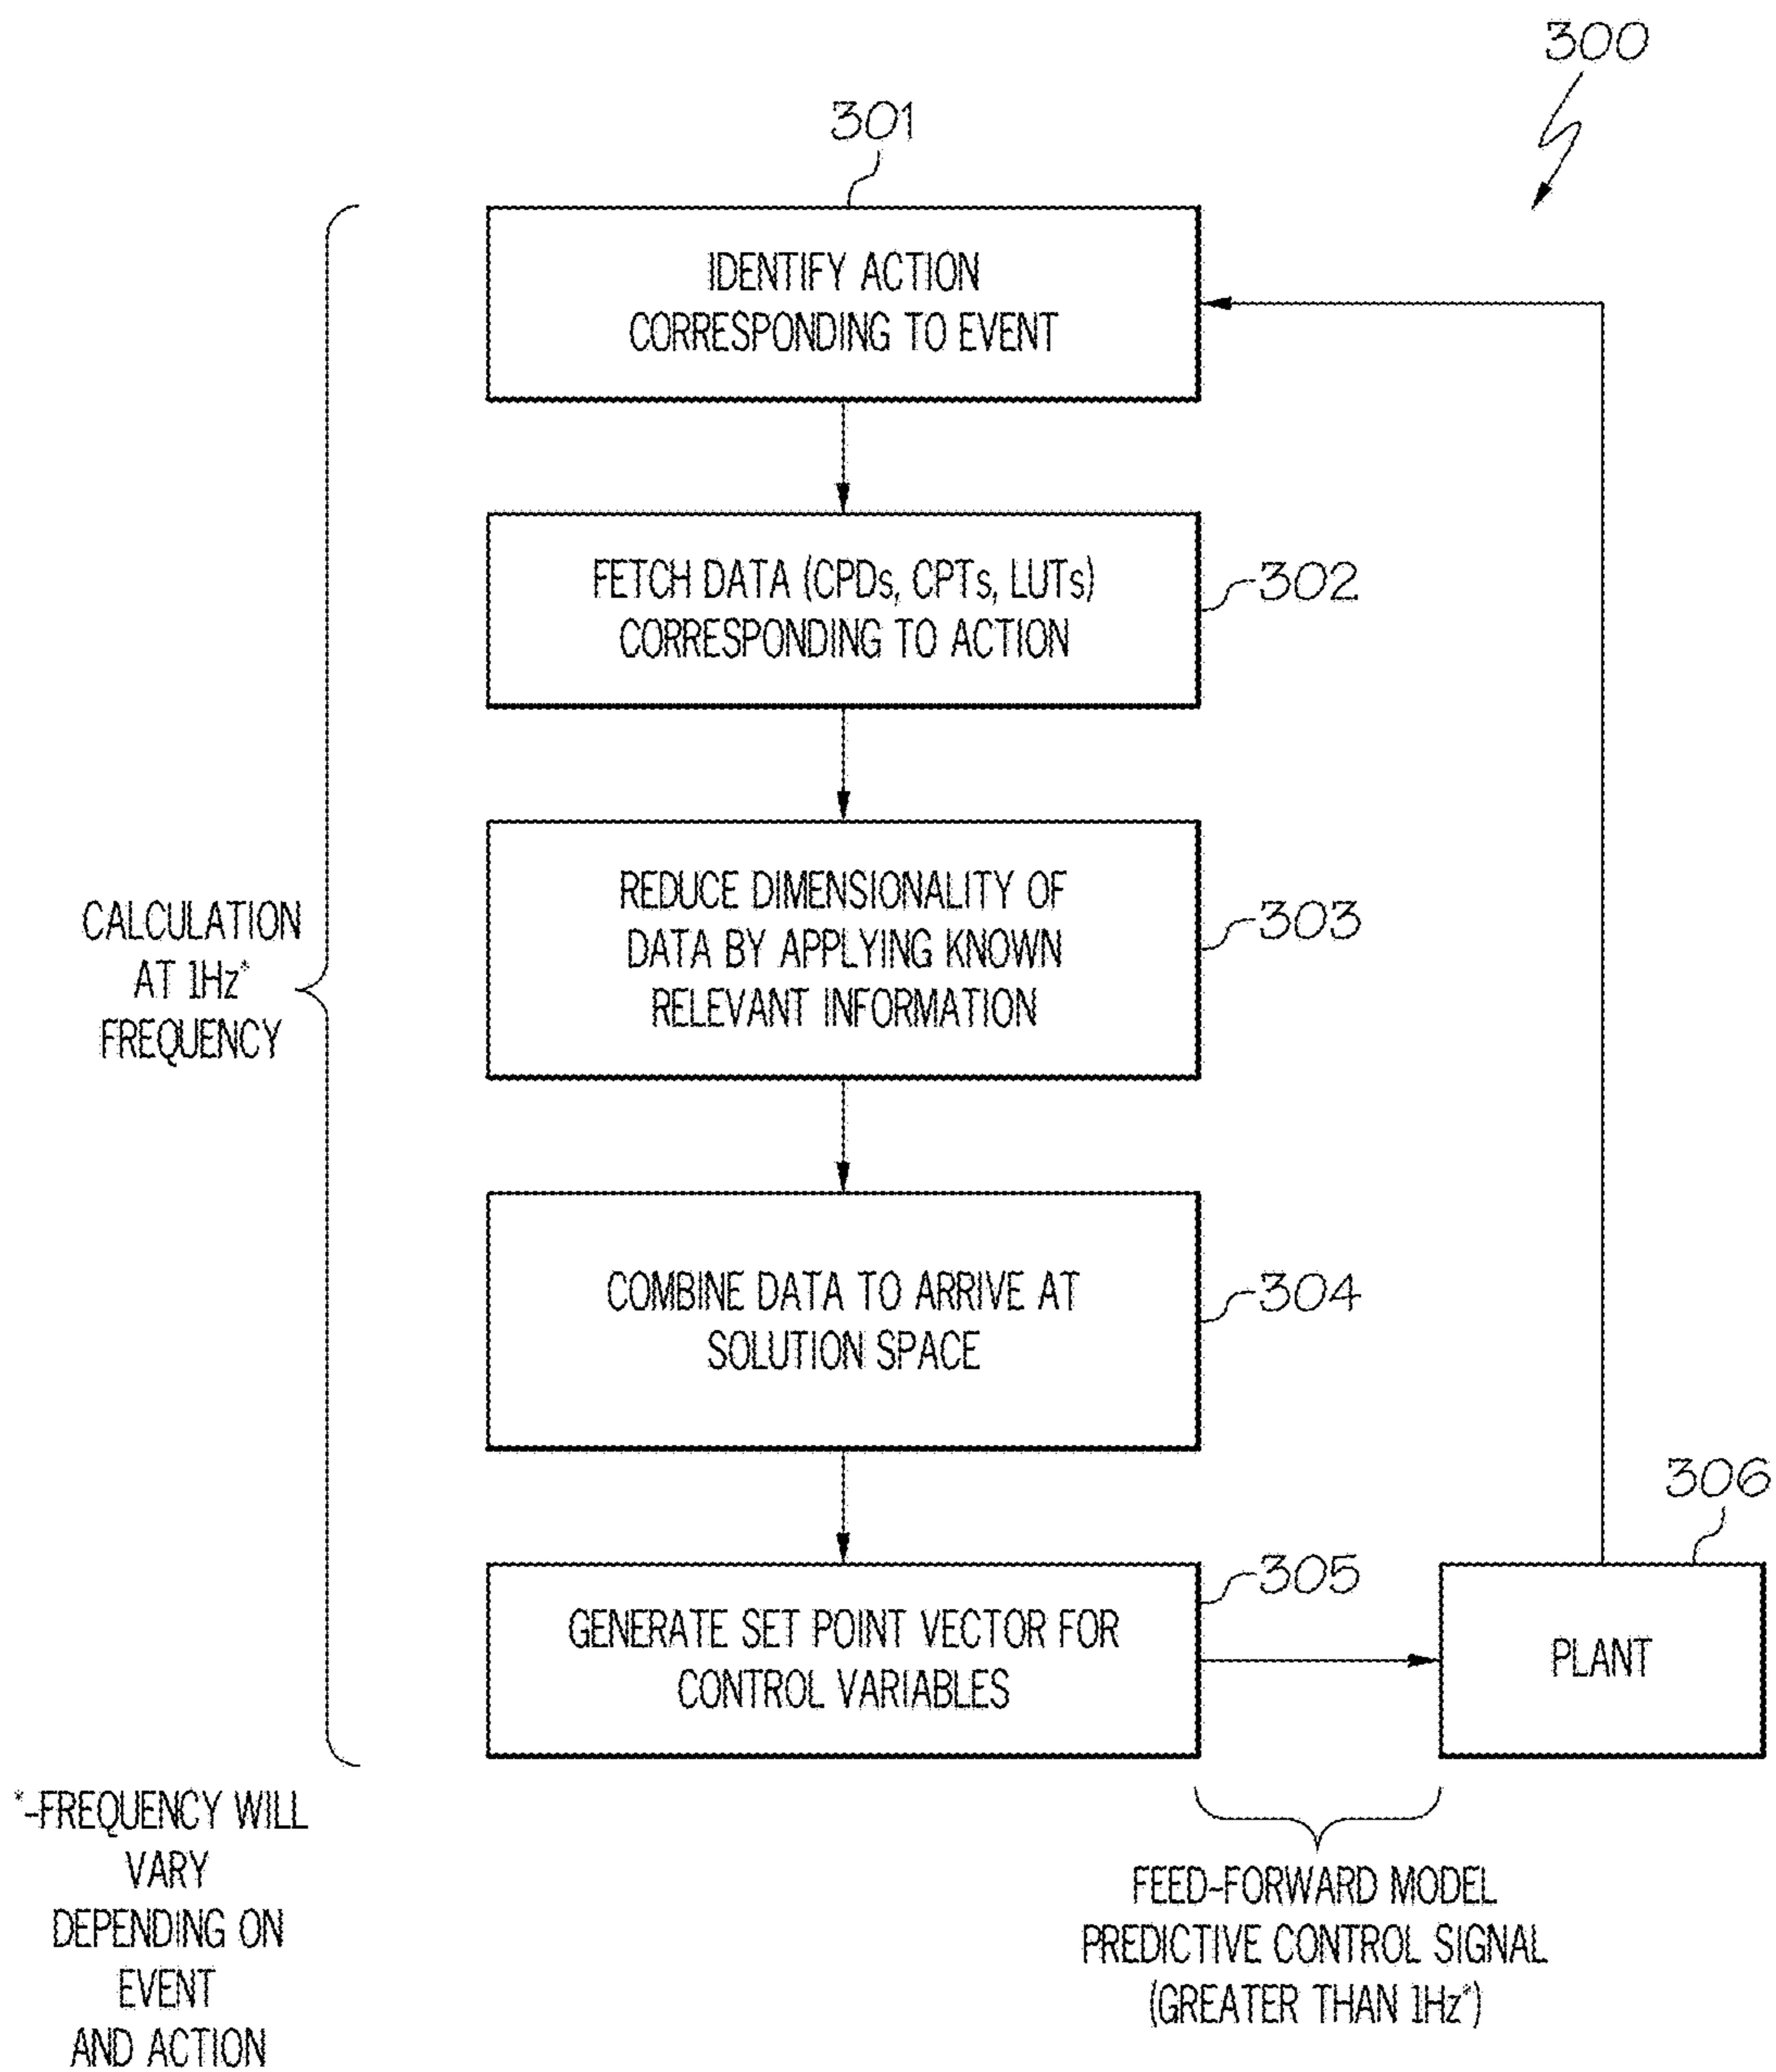 300
301
IDENTIFY ACTION
CORRESPONDING TO EVENT
FETCH DATA (CPDs, CPTs, LUTs)
CORRESPONDING TO ACTION
302
REDUCE DIMENSIONALITY OF
DATA BY APPLYING KNOWN
RELEVANT INFORMATION
303
CALCULATION
AT 1Hz*
FREQUENCY
COMBINE DATA TO ARRIVE AT
SOLUTION SPACE
304
GENERATE SET POINT VECTOR FOR
CONTROL VARIABLES
305
306
PLANT
*-FREQUENCY WILL
VARY
DEPENDING ON
EVENT
AND ACTION
FEED-FORWARD MODEL
PREDICTIVE CONTROL SIGNAL
(GREATER THAN 1Hz*)